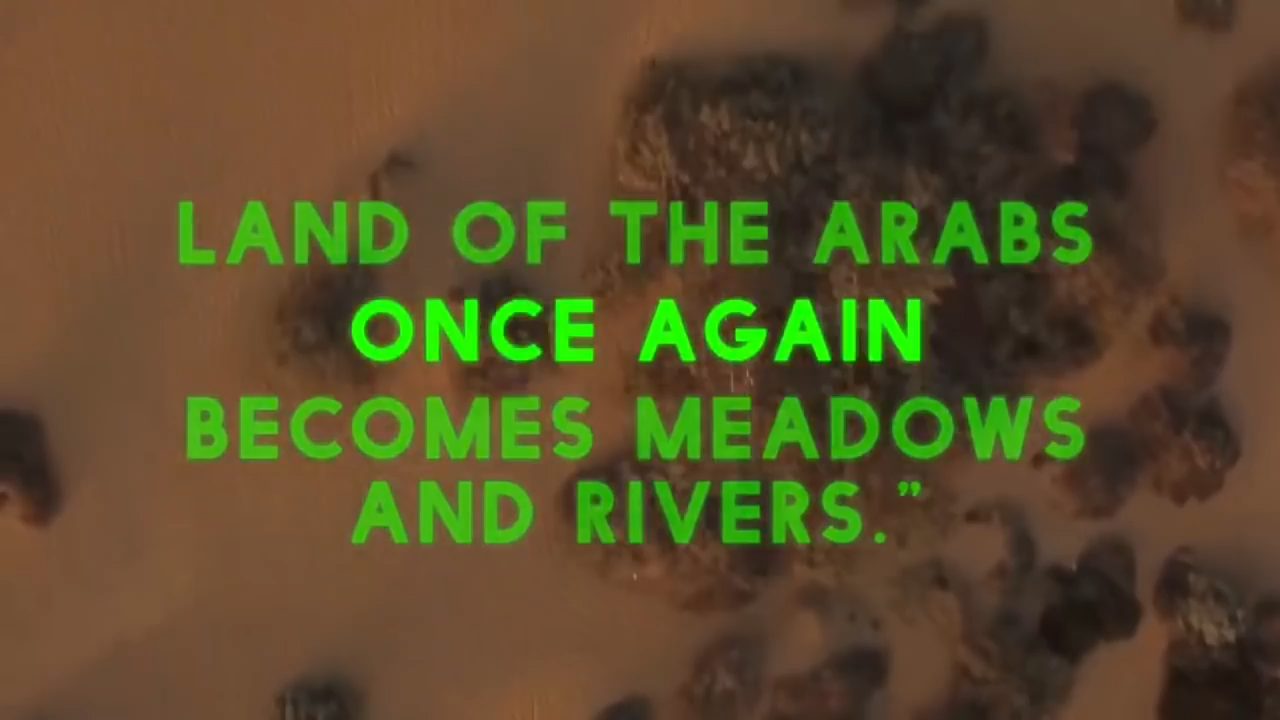 LAND OF THE ARABS
ONCE AGAIN
BECOMES MEADOWS
AND RIVERS.”